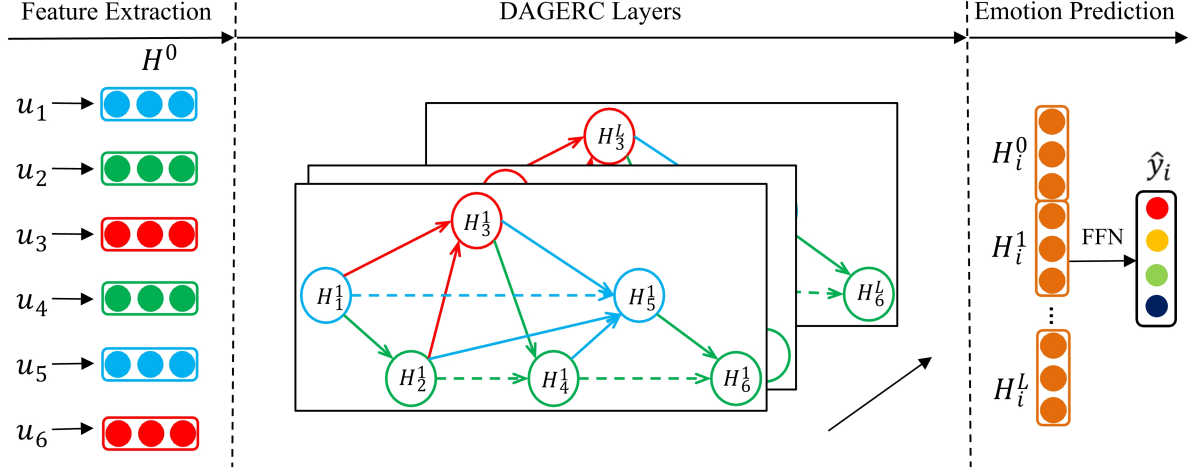 Feature Extraction
DAGERC Layers
Emotion Prediction
H^0
u_1
u_2
u_3
u_4
u_5
u_6
H_3^L
H_6^L
H_3^1
H_1^1
H_5^1
H_2^1
H_4^1
H_6^1
H_i^0
H_i^1
⋮
H_i^L
FFN
ŷ_i